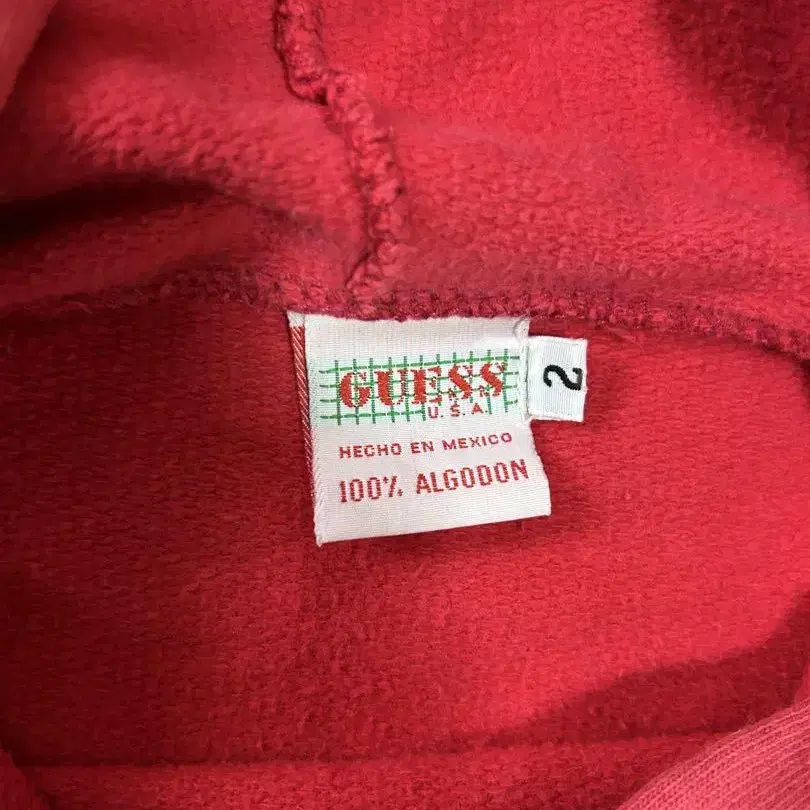 GUESS
U.S.A.
2
HECHO EN MEXICO
100% ALGODON